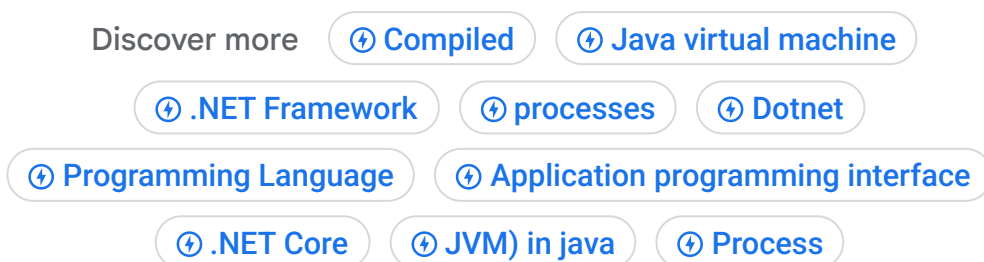 Discover more Compiled Java virtual machine
.NET Framework processes Dotnet
Programming Language Application programming interface
.NET Core JVM) in java Process